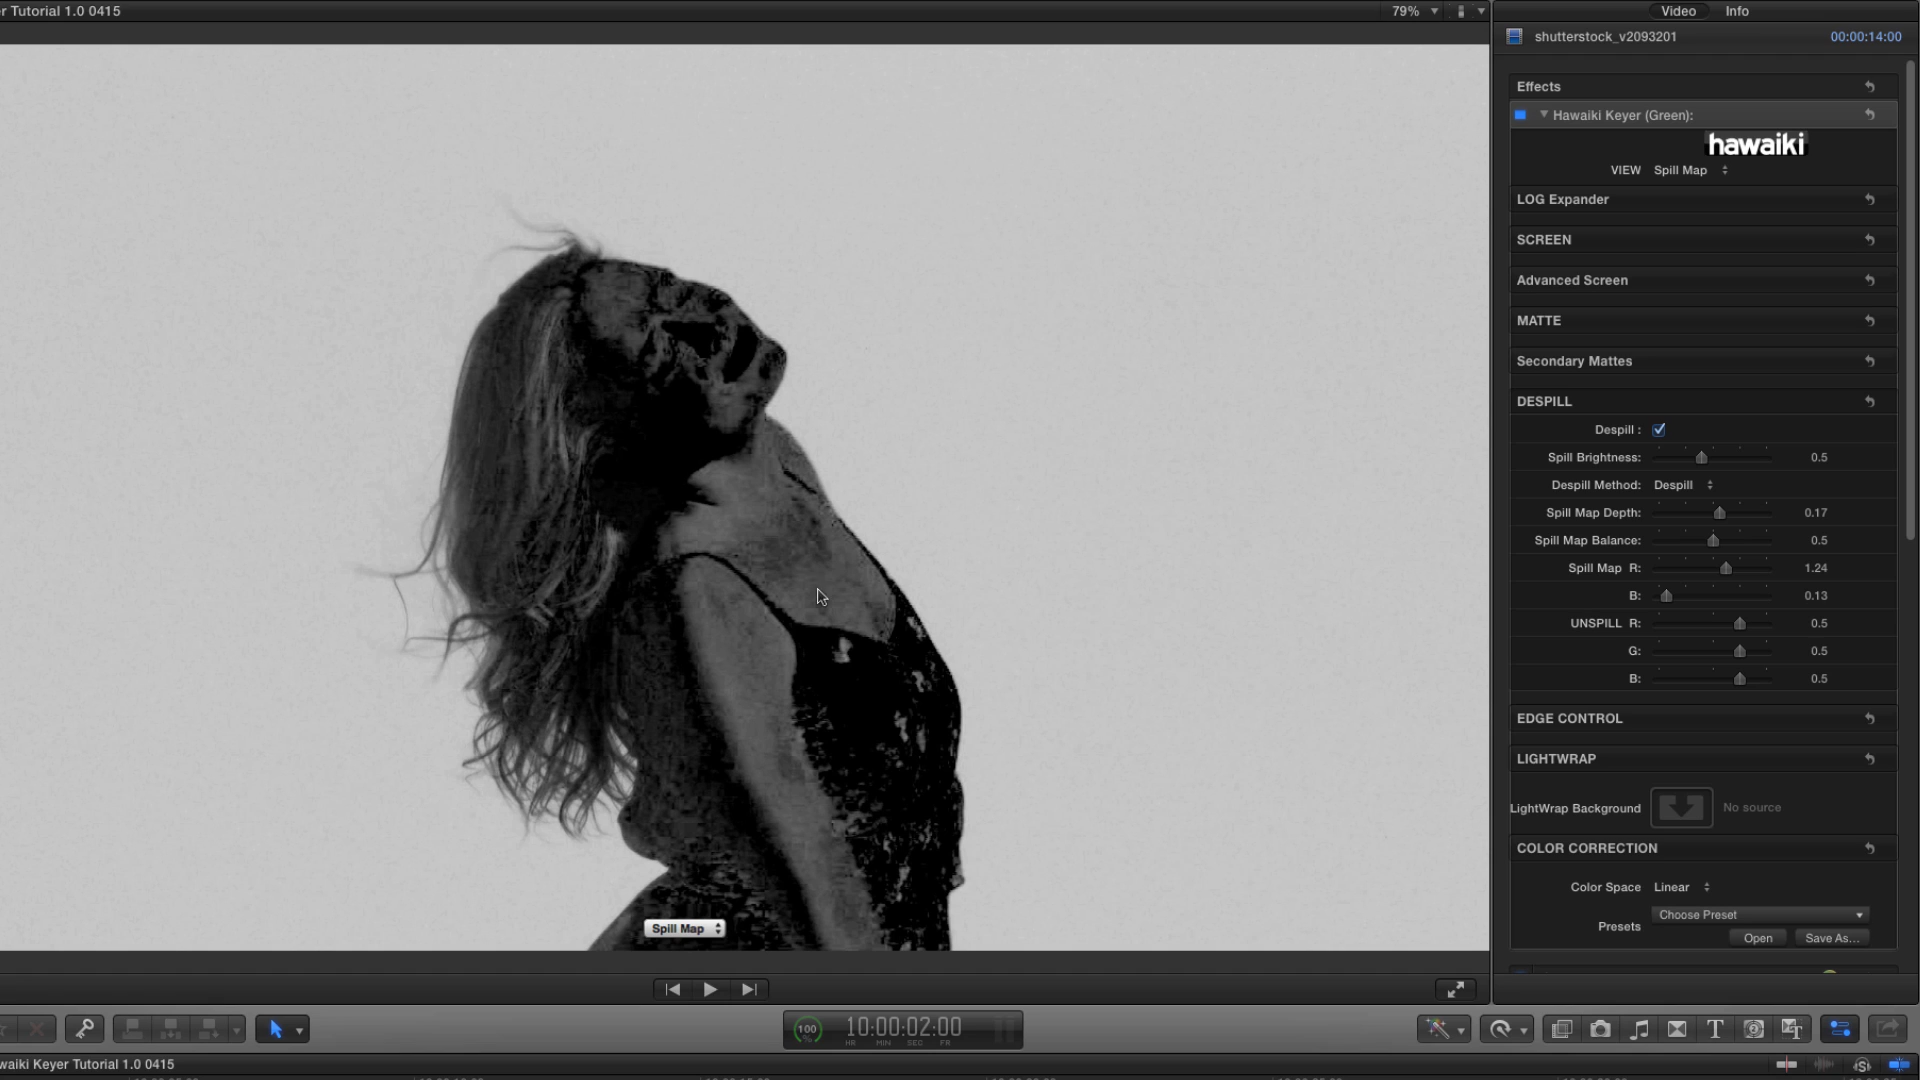 r Tutorial 1.0 0415
79%
Video Info
shutterstock_v2093201 00:00:14:00
Effects
Hawaiki Keyer (Green):
hawaiki
VIEW Spill Map
LOG Expander
SCREEN
Advanced Screen
MATTE
Secondary Mattes
DESPILL
Despill :
Spill Brightness: 0.5
Despill Method: Despill
Spill Map Depth: 0.17
Spill Map Balance: 0.5
Spill Map R: 1.24
B: 0.13
UNSPILL R: 0.5
G: 0.5
B: 0.5
EDGE CONTROL
LIGHTWRAP
LightWrap Background No source
COLOR CORRECTION
Color Space Linear
Presets Choose Preset
Open Save As...
Spill Map
100 % 10:00:02:00
HR MIN SEC FR
T
T
S
waiki Keyer Tutorial 1.0 0415